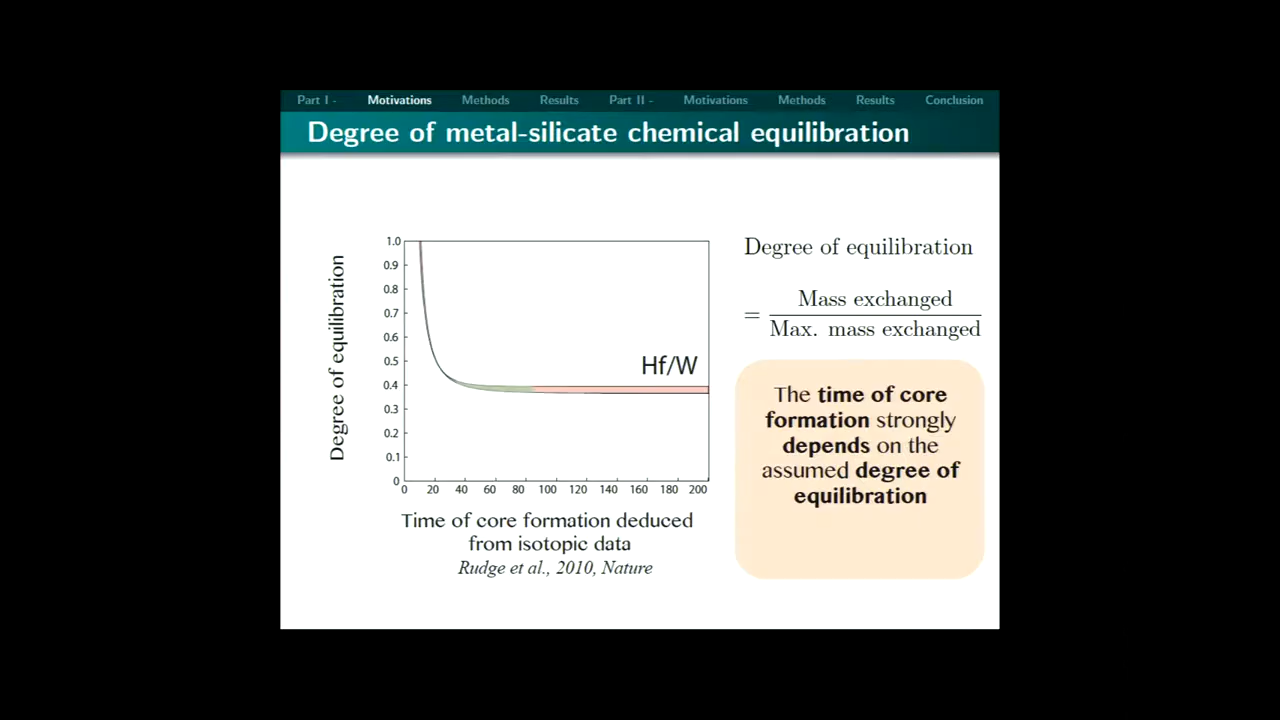 Part I - Motivations Methods Results Part II - Motivations Methods Results Conclusion
Degree of metal-silicate chemical equilibration
Degree of equilibration
1.0
0.9
0.8
0.7
0.6
0.5
0.4
0.3
0.2
0.1
0
Hf/W
0 20 40 60 80 100 120 140 160 180 200
Time of core formation deduced
from isotopic data
Rudge et al., 2010, Nature
Degree of equilibration
= Mass exchanged
Max. mass exchanged
The time of core
formation strongly
depends on the
assumed degree of
equilibration